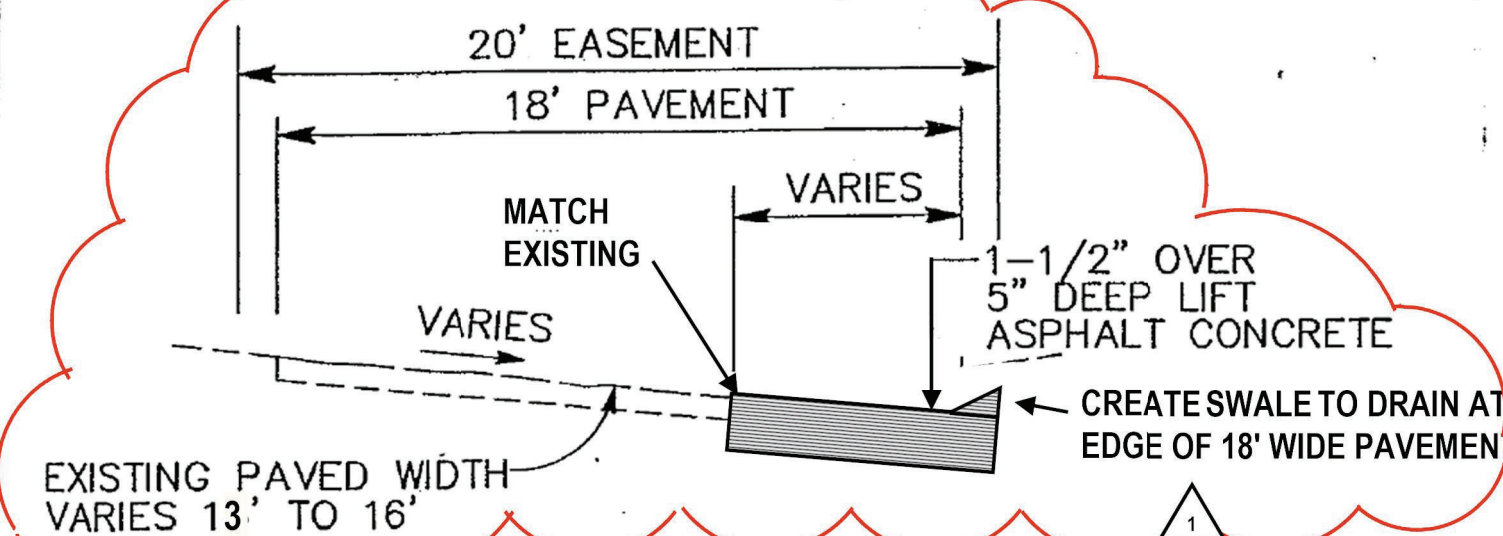 20' EASEMENT
18' PAVEMENT
VARIES
MATCH
EXISTING
1-1/2" OVER
5" DEEP LIFT
ASPHALT CONCRETE
VARIES
CREATE SWALE TO DRAIN AT
EDGE OF 18' WIDE PAVEMEN
EXISTING PAVED WIDTH
VARIES 13' TO 16'
1